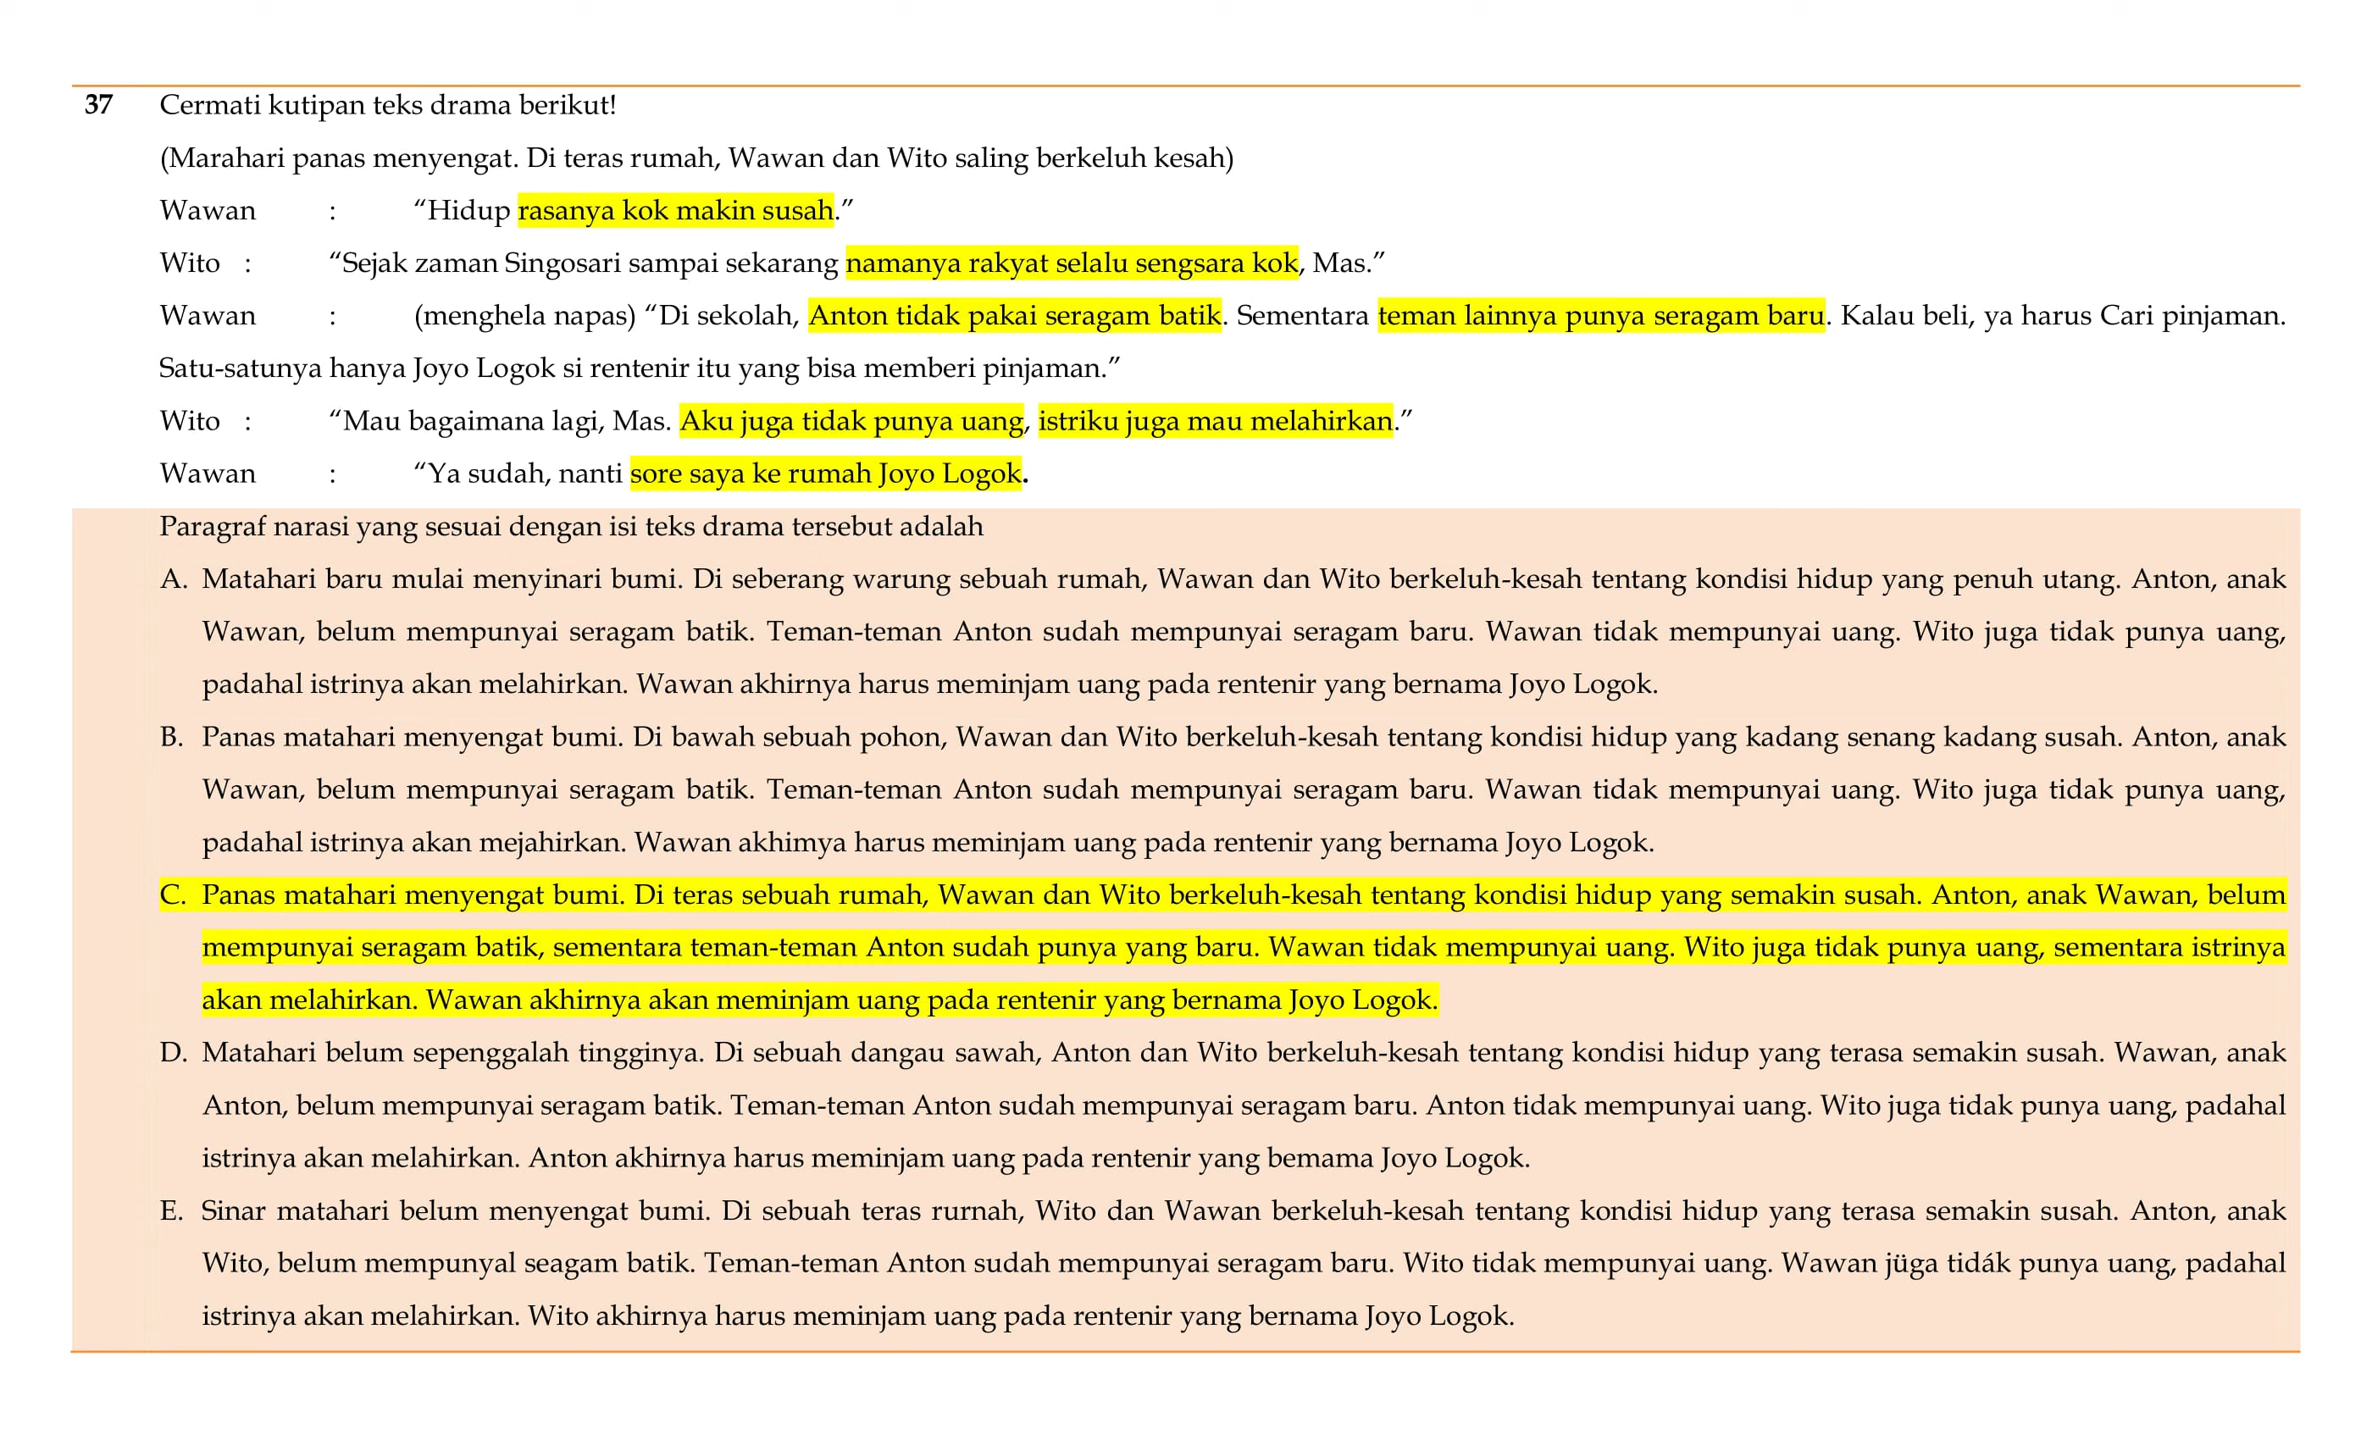 37 Cermati kutipan teks drama berikut!
(Marahari panas menyengat. Di teras rumah, Wawan dan Wito saling berkeluh kesah)
Wawan : “Hidup rasanya kok makin susah.”
Wito : “Sejak zaman Singosari sampai sekarang namanya rakyat selalu sengsara kok, Mas.”
Wawan : (menghela napas) “Di sekolah, Anton tidak pakai seragam batik. Sementara teman lainnya punya seragam baru. Kalau beli, ya harus Cari pinjaman.
Satu-satunya hanya Joyo Logok si rentenir itu yang bisa memberi pinjaman.”
Wito : “Mau bagaimana lagi, Mas. Aku juga tidak punya uang, istriku juga mau melahirkan.”
Wawan : “Ya sudah, nanti sore saya ke rumah Joyo Logok.
Paragraf narasi yang sesuai dengan isi teks drama tersebut adalah
A. Matahari baru mulai menyinari bumi. Di seberang warung sebuah rumah, Wawan dan Wito berkeluh-kesah tentang kondisi hidup yang penuh utang. Anton, anak
Wawan, belum mempunyai seragam batik. Teman-teman Anton sudah mempunyai seragam baru. Wawan tidak mempunyai uang. Wito juga tidak punya uang,
padahal istrinya akan melahirkan. Wawan akhirnya harus meminjam uang pada rentenir yang bernama Joyo Logok.
B. Panas matahari menyengat bumi. Di bawah sebuah pohon, Wawan dan Wito berkeluh-kesah tentang kondisi hidup yang kadang senang kadang susah. Anton, anak
Wawan, belum mempunyai seragam batik. Teman-teman Anton sudah mempunyai seragam baru. Wawan tidak mempunyai uang. Wito juga tidak punya uang,
padahal istrinya akan mejahirkan. Wawan akhimya harus meminjam uang pada rentenir yang bernama Joyo Logok.
C. Panas matahari menyengat bumi. Di teras sebuah rumah, Wawan dan Wito berkeluh-kesah tentang kondisi hidup yang semakin susah. Anton, anak Wawan, belum
mempunyai seragam batik, sementara teman-teman Anton sudah punya yang baru. Wawan tidak mempunyai uang. Wito juga tidak punya uang, sementara istrinya
akan melahirkan. Wawan akhirnya akan meminjam uang pada rentenir yang bernama Joyo Logok.
D. Matahari belum sepenggalah tingginya. Di sebuah dangau sawah, Anton dan Wito berkeluh-kesah tentang kondisi hidup yang terasa semakin susah. Wawan, anak
Anton, belum mempunyai seragam batik. Teman-teman Anton sudah mempunyai seragam baru. Anton tidak mempunyai uang. Wito juga tidak punya uang, padahal
istrinya akan melahirkan. Anton akhirnya harus meminjam uang pada rentenir yang bemama Joyo Logok.
E. Sinar matahari belum menyengat bumi. Di sebuah teras rurnah, Wito dan Wawan berkeluh-kesah tentang kondisi hidup yang terasa semakin susah. Anton, anak
Wito, belum mempunyal seagam batik. Teman-teman Anton sudah mempunyai seragam baru. Wito tidak mempunyai uang. Wawan jüga tidák punya uang, padahal
istrinya akan melahirkan. Wito akhirnya harus meminjam uang pada rentenir yang bernama Joyo Logok.